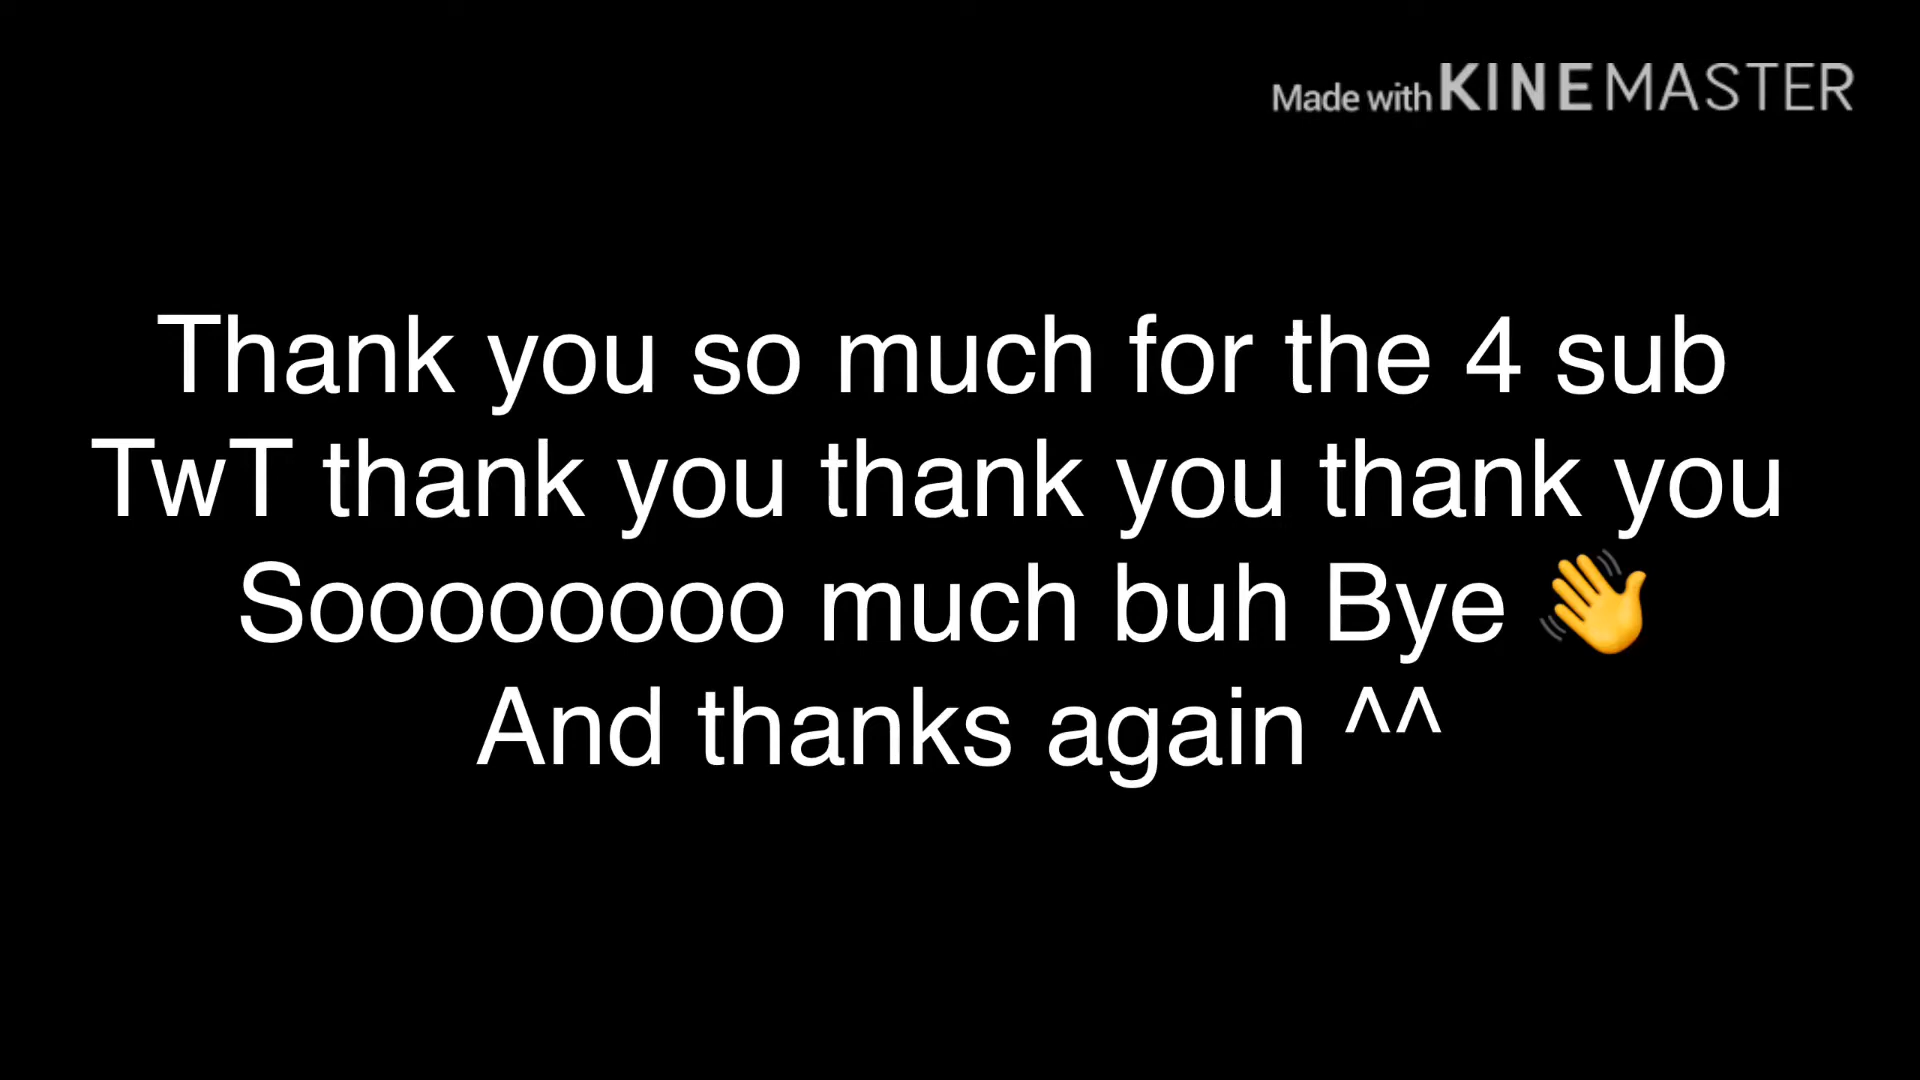 Made with KINEMASTER
Thank you so much for the 4 sub
TwT thank you thank you thank you
Soooooooo much buh Bye 👋
And thanks again ^^